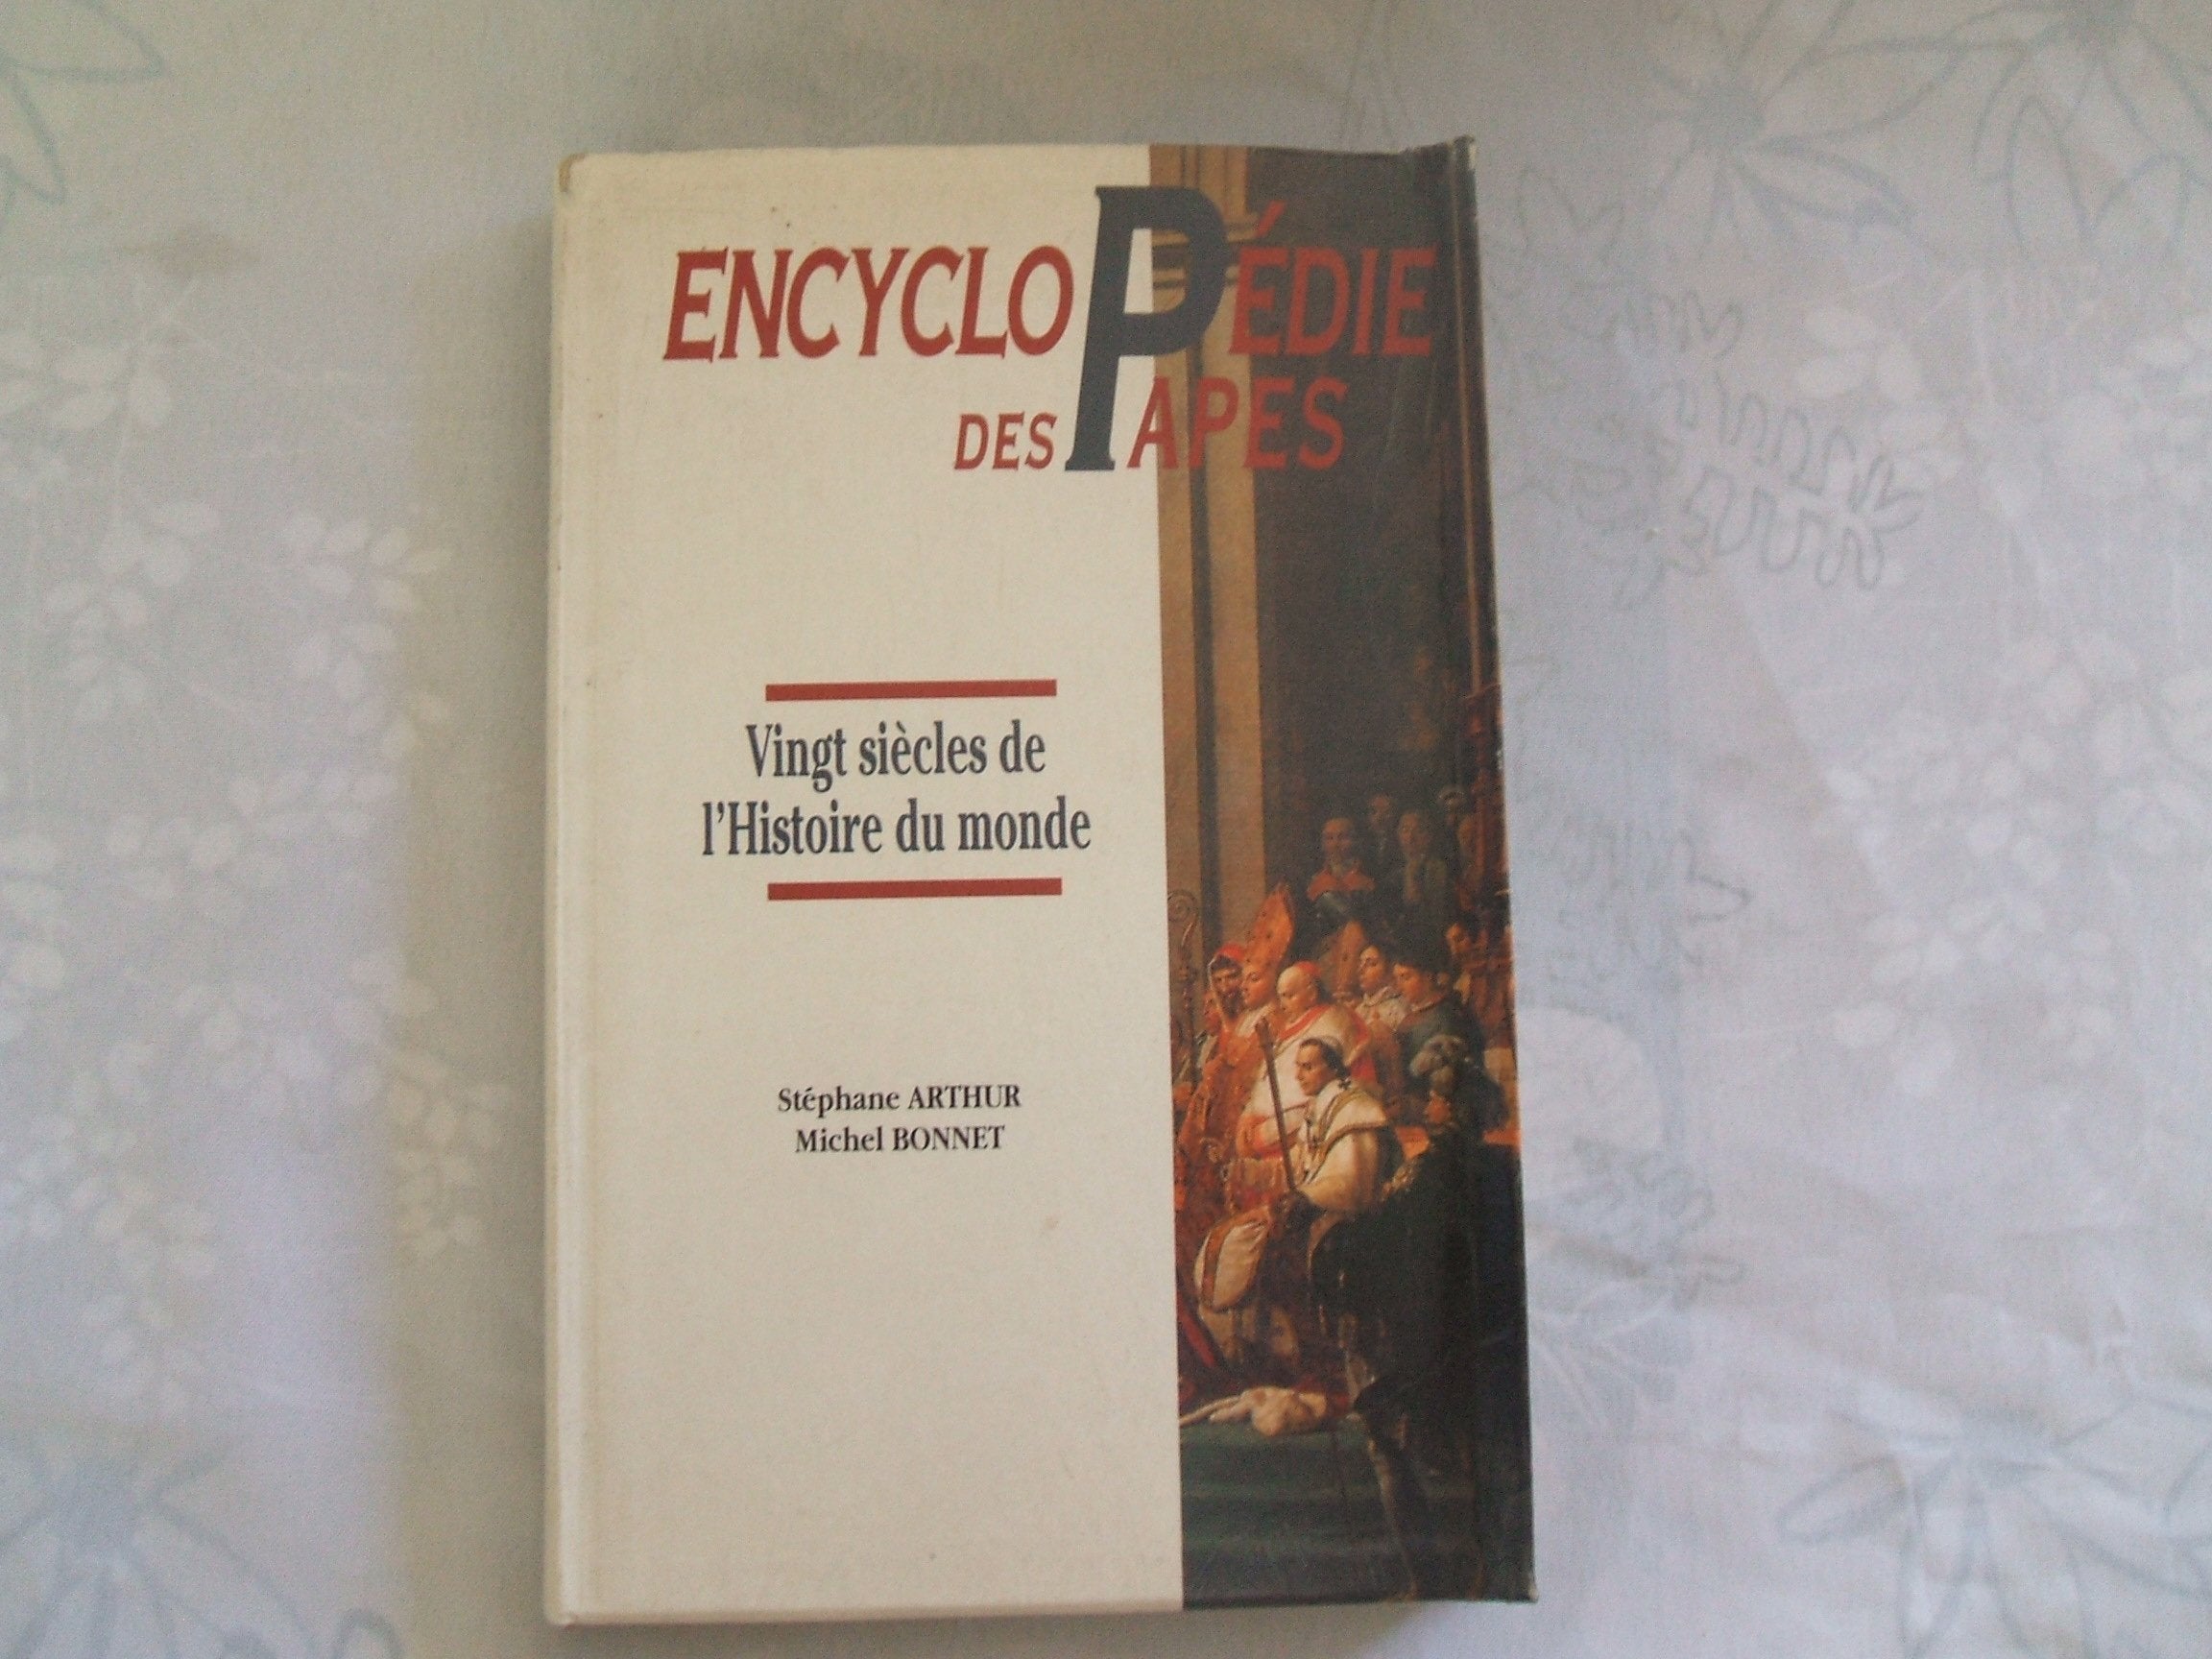 ENCYCLOPÉDIE
DES PAPES
Vingt siècles de
l'Histoire du monde
Stéphane ARTHUR
Michel BONNET